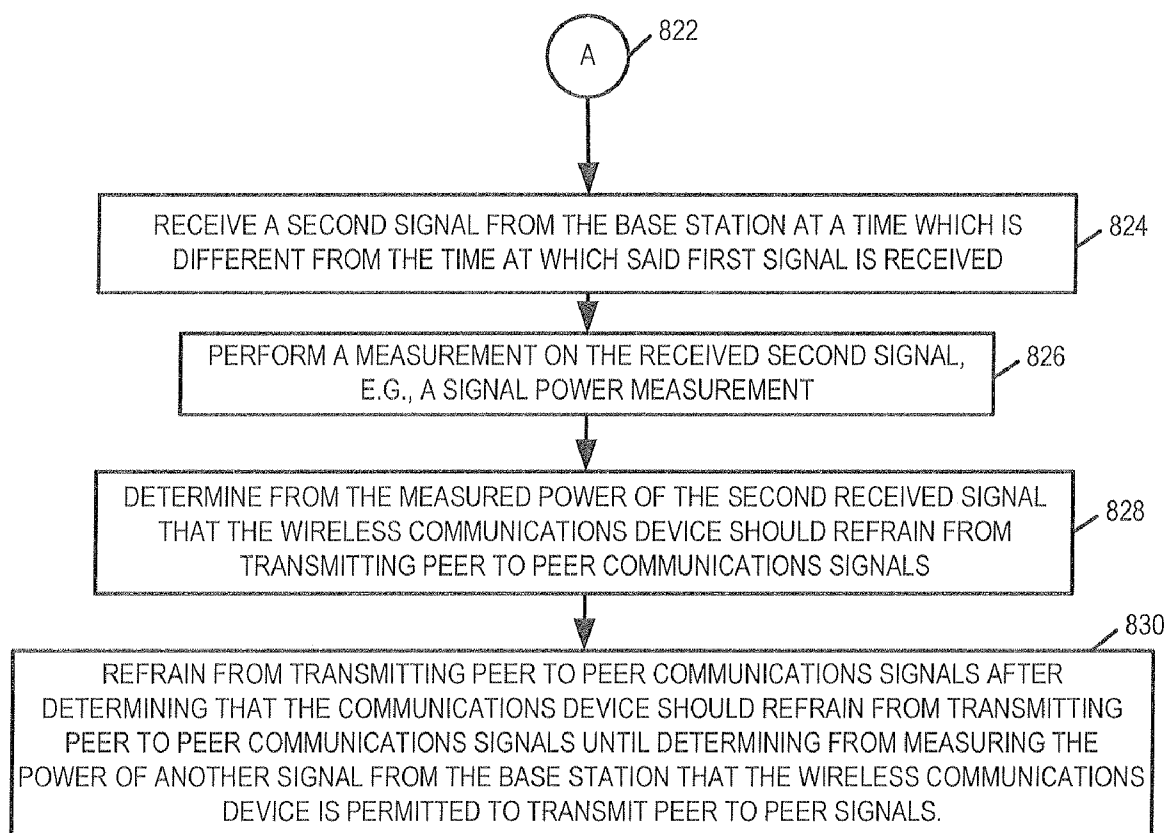 A
822
RECEIVE A SECOND SIGNAL FROM THE BASE STATION AT A TIME WHICH IS
DIFFERENT FROM THE TIME AT WHICH SAID FIRST SIGNAL IS RECEIVED
824
PERFORM A MEASUREMENT ON THE RECEIVED SECOND SIGNAL,
E.G., A SIGNAL POWER MEASUREMENT
826
DETERMINE FROM THE MEASURED POWER OF THE SECOND RECEIVED SIGNAL
THAT THE WIRELESS COMMUNICATIONS DEVICE SHOULD REFRAIN FROM
TRANSMITTING PEER TO PEER COMMUNICATIONS SIGNALS
828
830
REFRAIN FROM TRANSMITTING PEER TO PEER COMMUNICATIONS SIGNALS AFTER
DETERMINING THAT THE COMMUNICATIONS DEVICE SHOULD REFRAIN FROM TRANSMITTING
PEER TO PEER COMMUNICATIONS SIGNALS UNTIL DETERMINING FROM MEASURING THE
POWER OF ANOTHER SIGNAL FROM THE BASE STATION THAT THE WIRELESS COMMUNICATIONS
DEVICE IS PERMITTED TO TRANSMIT PEER TO PEER SIGNALS.